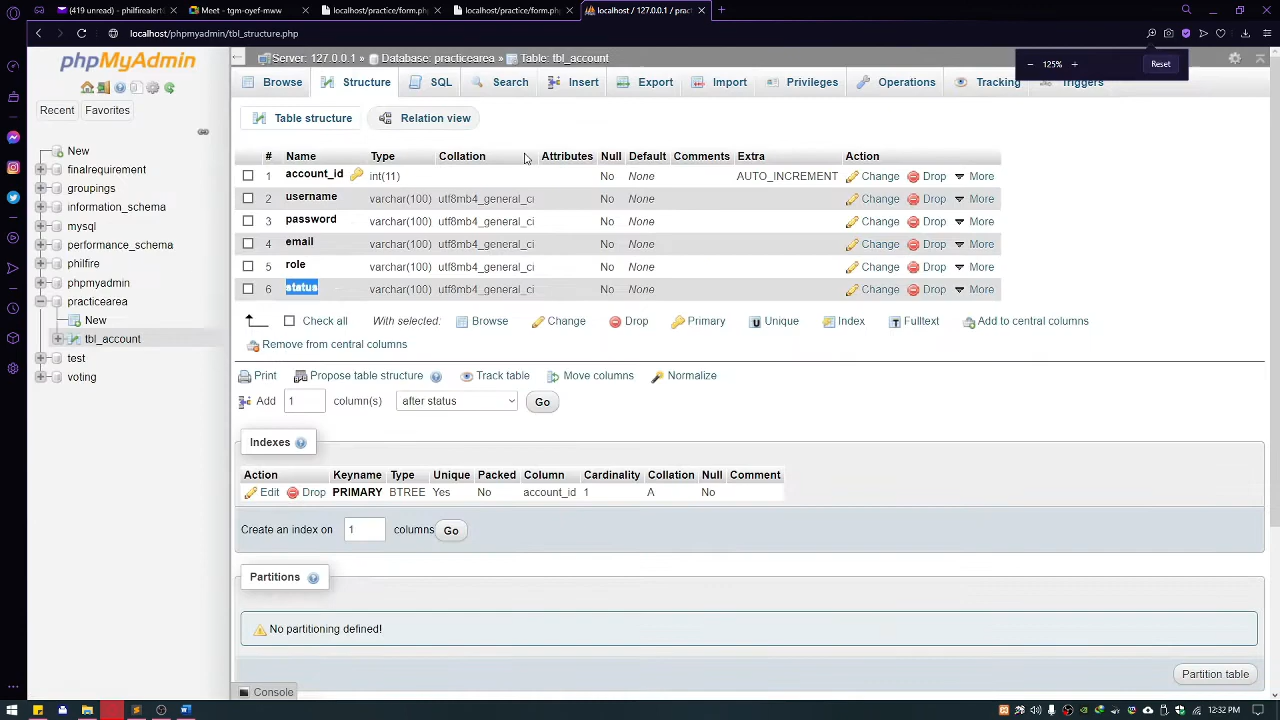 (419 unread) - philfirealert
Meet - tgm-oyef-mww
localhost/practice/form.php
localhost/practice/form.php
localhost / 127.0.0.1 / prac
localhost/phpmyadmin/tbl_structure.php
125%
Reset
phpMyAdmin
Recent
Favorites
New
finalrequirement
groupings
information_schema
mysql
performance_schema
philfire
phpmyadmin
practicearea
New
tbl_account
test
voting
Server: 127.0.0.1 » Database: practicearea » Table: tbl_account
Browse
Structure
SQL
Search
Insert
Export
Import
Privileges
Operations
Tracking
Triggers
Table structure
Relation view
# Name Type Collation Attributes Null Default Comments Extra Action
1 account_id int(11) No None AUTO_INCREMENT Change Drop More
2 username varchar(100) utf8mb4_general_ci No None Change Drop More
3 password varchar(100) utf8mb4_general_ci No None Change Drop More
4 email varchar(100) utf8mb4_general_ci No None Change Drop More
5 role varchar(100) utf8mb4_general_ci No None Change Drop More
6 status varchar(100) utf8mb4_general_ci No None Change Drop More
Check all With selected: Browse Change Drop Primary Unique Index Fulltext Add to central columns
Remove from central columns
Print Propose table structure Track table Move columns Normalize
Add 1 column(s) after status Go
Indexes
Action Keyname Type Unique Packed Column Cardinality Collation Null Comment
Edit Drop PRIMARY BTREE Yes No account_id 1 A No
Create an index on 1 columns Go
Partitions
No partitioning defined!
Partition table
Console
12:32 PM